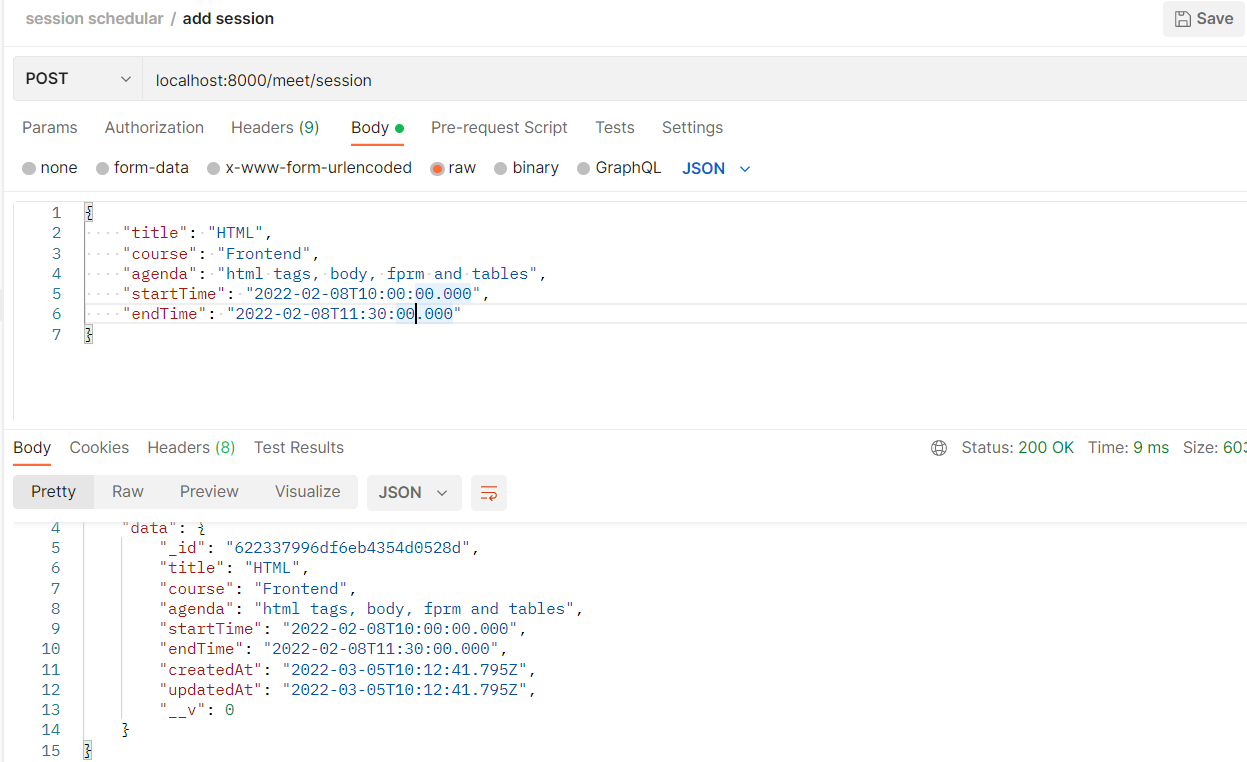 session schedular / add session
Save
POST
localhost:8000/meet/session
Params Authorization Headers (9) Body Pre-request Script Tests Settings
none form-data x-www-form-urlencoded raw binary GraphQL JSON
1 {
2 "title": "HTML",
3 "course": "Frontend",
4 "agenda": "html tags, body, fprm and tables",
5 "startTime": "2022-02-08T10:00:00.000",
6 "endTime": "2022-02-08T11:30:00.000"
7 }
Body Cookies Headers (8) Test Results Status: 200 OK Time: 9 ms Size: 603
Pretty Raw Preview Visualize JSON
4 "data": {
5 "_id": "622337996df6eb4354d0528d",
6 "title": "HTML",
7 "course": "Frontend",
8 "agenda": "html tags, body, fprm and tables",
9 "startTime": "2022-02-08T10:00:00.000",
10 "endTime": "2022-02-08T11:30:00.000",
11 "createdAt": "2022-03-05T10:12:41.795Z",
12 "updatedAt": "2022-03-05T10:12:41.795Z",
13 "__v": 0
14 }
15 }